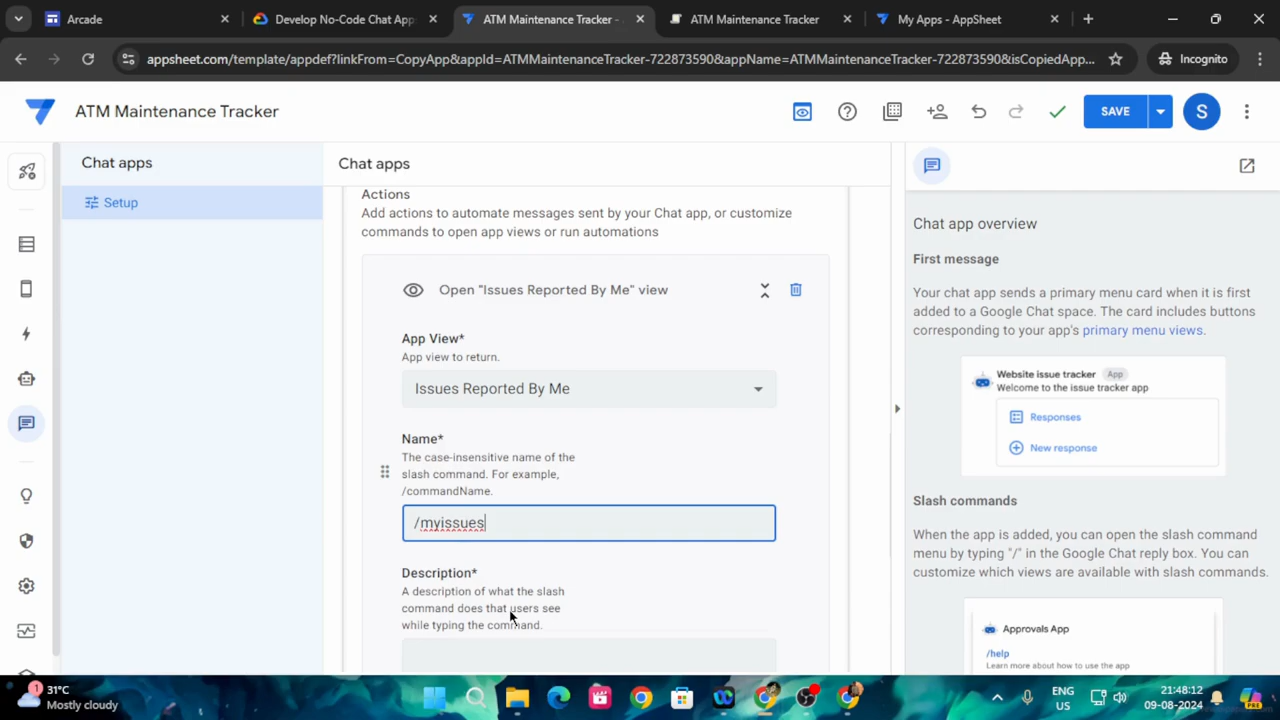 Arcade
Develop No-Code Chat App
ATM Maintenance Tracker -
ATM Maintenance Tracker
My Apps - AppSheet
appsheet.com/template/appdef?linkFrom=CopyApp&appId=ATMMaintenanceTracker-722873590&appName=ATMMaintenanceTracker-722873590&isCopiedApp...
Incognito
ATM Maintenance Tracker
SAVE
S
Chat apps
Setup
Chat apps
Actions
Add actions to automate messages sent by your Chat app, or customize
commands to open app views or run automations
Open "Issues Reported By Me" view
App View*
App view to return.
Issues Reported By Me
Name*
The case-insensitive name of the
slash command. For example,
/commandName.
/myissues
Description*
A description of what the slash
command does that users see
while typing the command.
Chat app overview
First message
Your chat app sends a primary menu card when it is first
added to a Google Chat space. The card includes buttons
corresponding to your app's primary menu views.
Website issue tracker App
Welcome to the issue tracker app
Responses
New response
Slash commands
When the app is added, you can open the slash command
menu by typing "/" in the Google Chat reply box. You can
customize which views are available with slash commands.
Approvals App
/help
Learn more about how to use the app
1
31°C
Mostly cloudy
ENG
US
21:48:12
09-08-2024
PRE